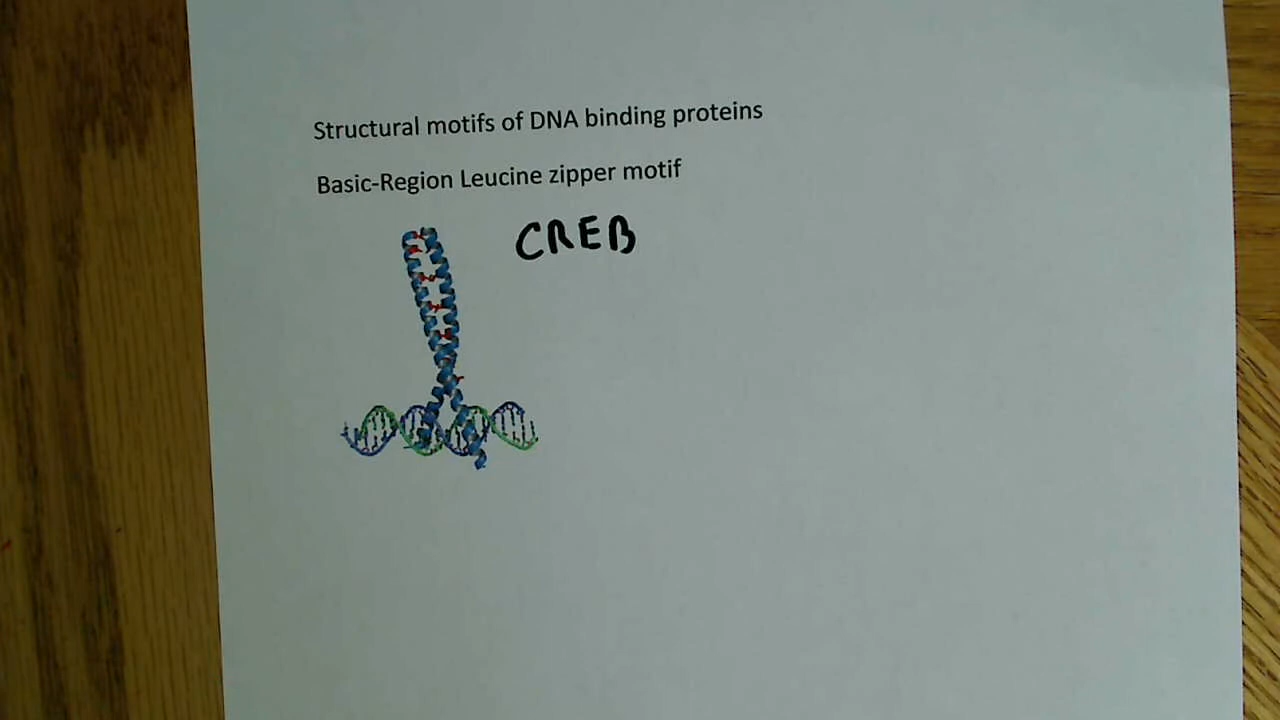 Structural motifs of DNA binding proteins
Basic-Region Leucine zipper motif
CREB